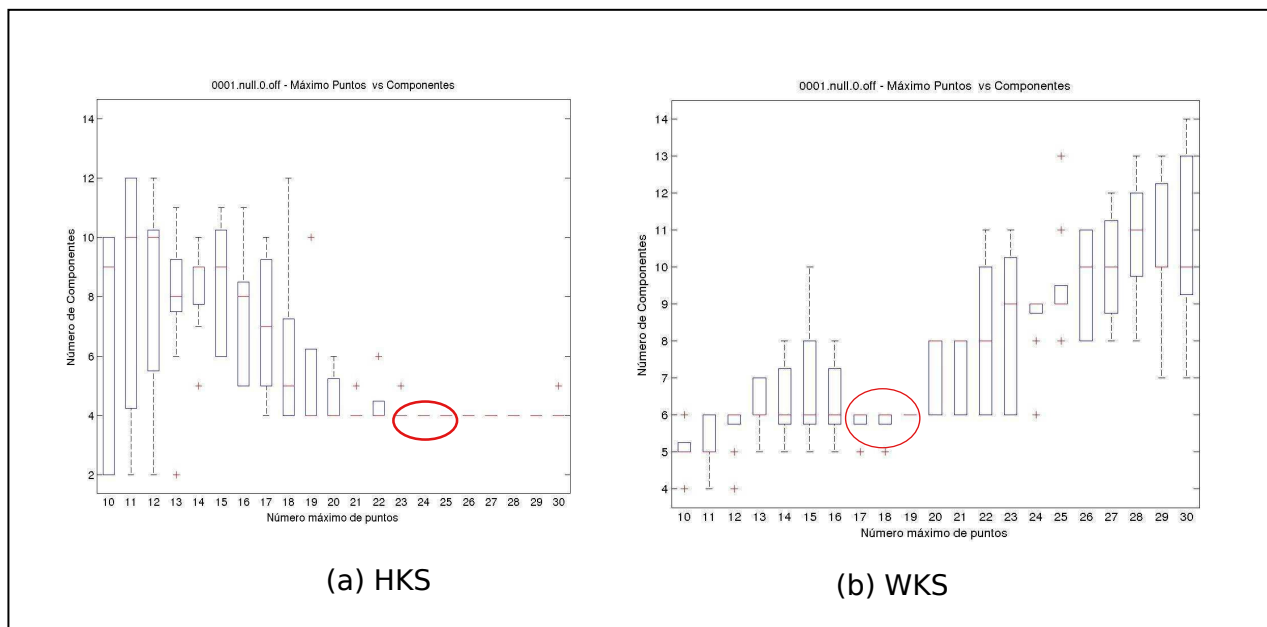 0001.null.0.off - Máximo Puntos vs Componentes
Número de Componentes
14
12
10
8
6
4
2
10 11 12 13 14 15 16 17 18 19 20 21 22 23 24 25 26 27 28 29 30
Número máximo de puntos
(a) HKS
0001.null.0.off - Máximo Puntos vs Componentes
Número de Componentes
14
13
12
11
10
9
8
7
6
5
4
10 11 12 13 14 15 16 17 18 19 20 21 22 23 24 25 26 27 28 29 30
Número máximo de puntos
(b) WKS